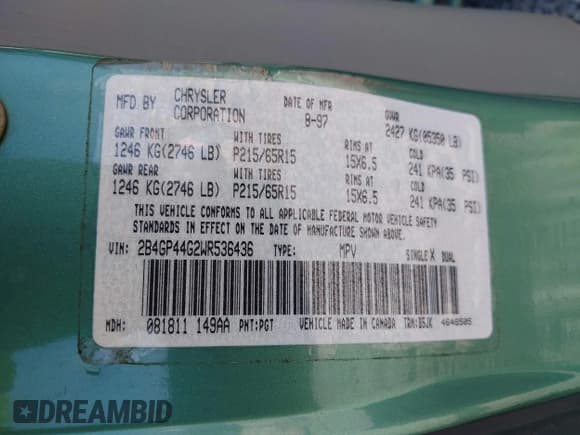 MFD BY CHRYSLER CORPORATION DATE OF MFR 8-97 GVWR 2427 KG(05350 LB)
GAWR FRONT WITH TIRES RIMS AT COLD
1246 KG(2746 LB) P215/65R15 15X6.5 241 KPA(35 PSI)
GAWR REAR WITH TIRES RIMS AT COLD
1246 KG(2746 LB) P215/65R15 15X6.5 241 KPA(35 PSI)
THIS VEHICLE CONFORMS TO ALL APPLICABLE FEDERAL MOTOR VEHICLE SAFETY
STANDARDS IN EFFECT ON THE DATE OF MANUFACTURE SHOWN ABOVE.
VIN: 2B4GP44G2WR536436 TYPE: MPV SINGLE X DUAL
MDH: 081811 149AA PNT:PGT VEHICLE MADE IN CANADA TRM:B5JK 4648505
DREAMBID